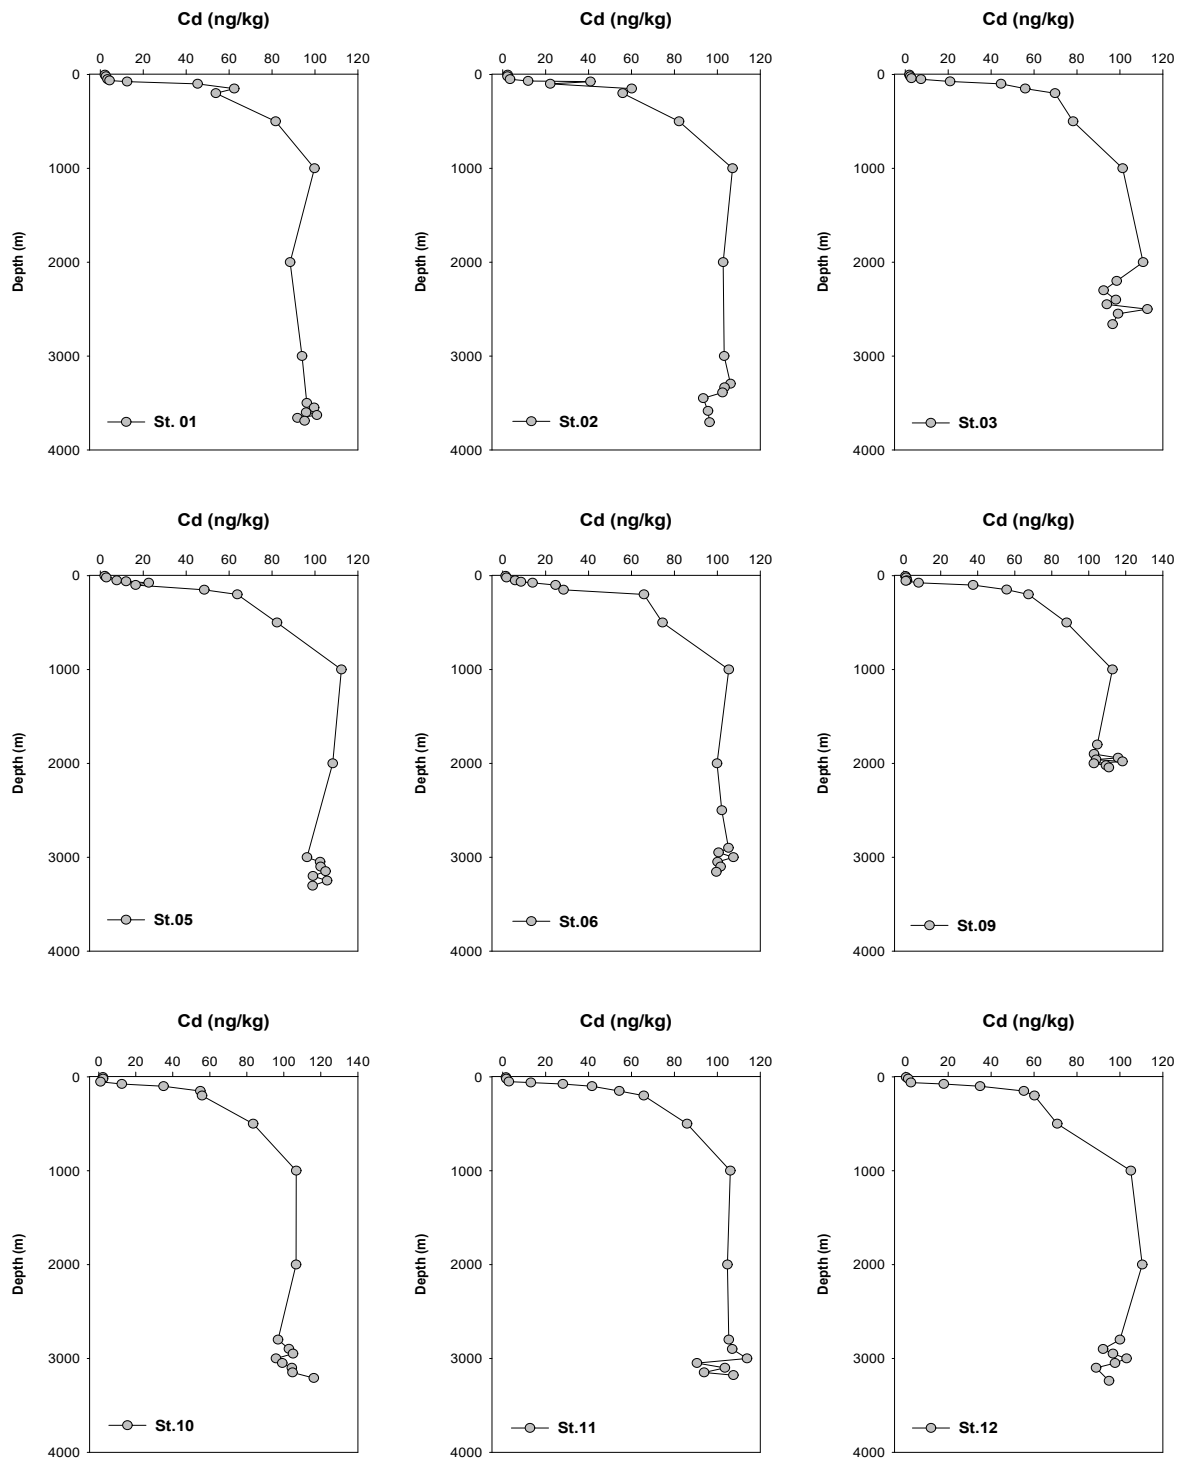 Cd (ng/kg) Cd (ng/kg) Cd (ng/kg)
0 20 40 60 80 100 120 0 20 40 60 80 100 120 0 20 40 60 80 100 120
0 0 0
1000 1000 1000
2000 2000 2000
Depth (m) Depth (m) Depth (m)
3000 3000 3000
St. 01 St.02 St.03
4000 4000 4000
Cd (ng/kg) Cd (ng/kg) Cd (ng/kg)
0 20 40 60 80 100 120 0 20 40 60 80 100 120 0 20 40 60 80 100 120 140
0 0 0
1000 1000 1000
2000 2000 2000
Depth (m) Depth (m) Depth (m)
3000 3000 3000
St.05 St.06 St.09
4000 4000 4000
Cd (ng/kg) Cd (ng/kg) Cd (ng/kg)
0 20 40 60 80 100 120 140 0 20 40 60 80 100 120 0 20 40 60 80 100 120
0 0 0
1000 1000 1000
2000 2000 2000
Depth (m) Depth (m) Depth (m)
3000 3000 3000
St.10 St.11 St.12
4000 4000 4000